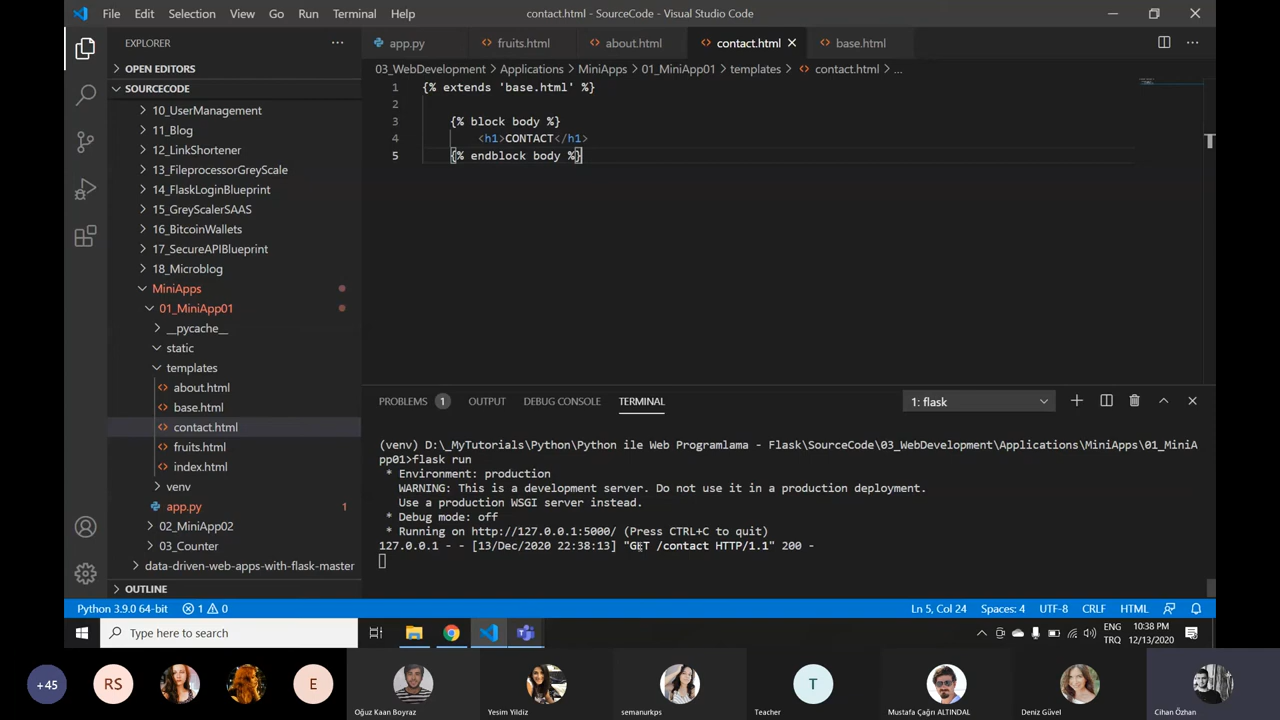 File Edit Selection View Go Run Terminal Help
contact.html - SourceCode - Visual Studio Code
EXPLORER
app.py fruits.html about.html contact.html base.html
OPEN EDITORS
03_WebDevelopment Applications MiniApps 01_MiniApp01 templates contact.html ...
SOURCECODE
10_UserManagement
11_Blog
12_LinkShortener
13_FileprocessorGreyScale
14_FlaskLoginBlueprint
15_GreyScalerSAAS
16_BitcoinWallets
17_SecureAPIBlueprint
18_Microblog
MiniApps
01_MiniApp01
__pycache__
static
templates
about.html
base.html
contact.html
fruits.html
index.html
venv
app.py 1
02_MiniApp02
03_Counter
data-driven-web-apps-with-flask-master
OUTLINE
1 {% extends 'base.html' %}
2
3 {% block body %}
4 <h1>CONTACT</h1>
5 {% endblock body %}
PROBLEMS 1 OUTPUT DEBUG CONSOLE TERMINAL 1: flask
(venv) D:\_MyTutorials\Python\Python ile Web Programlama - Flask\SourceCode\03_WebDevelopment\Applications\MiniApps\01_MiniA
pp01>flask run
* Environment: production
WARNING: This is a development server. Do not use it in a production deployment.
Use a production WSGI server instead.
* Debug mode: off
* Running on http://127.0.0.1:5000/ (Press CTRL+C to quit)
127.0.0.1 - - [13/Dec/2020 22:38:13] "GET /contact HTTP/1.1" 200 -
Python 3.9.0 64-bit 1 0 Ln 5, Col 24 Spaces: 4 UTF-8 CRLF HTML
Type here to search
ENG 10:38 PM
TRQ 12/13/2020
+45 RS E T
Oğuz Kaan Boyraz Yesim Yildiz semanurkps Teacher Mustafa Çağrı ALTINDAL Deniz Güvel Cihan Özhan